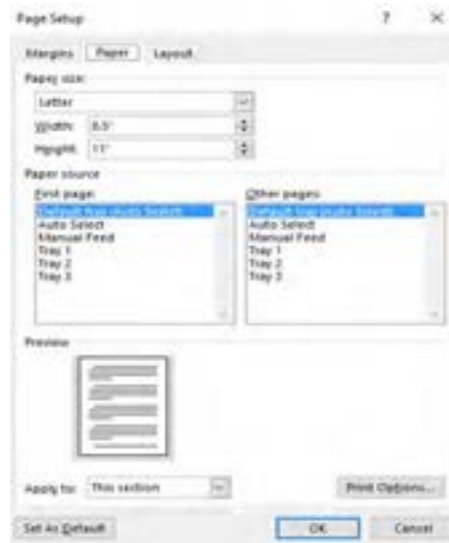 Page Setup ? ×
Margins Paper Layout
Paper size:
Letter
Width: 8.5"
Height: 11"
Paper source
First page: Other pages:
Default tray (Auto Select) Default tray (Auto Select)
Auto Select Auto Select
Manual Feed Manual Feed
Tray 1 Tray 1
Tray 2 Tray 2
Tray 3 Tray 3
Preview
Apply to: This section Print Options...
Set As Default OK Cancel